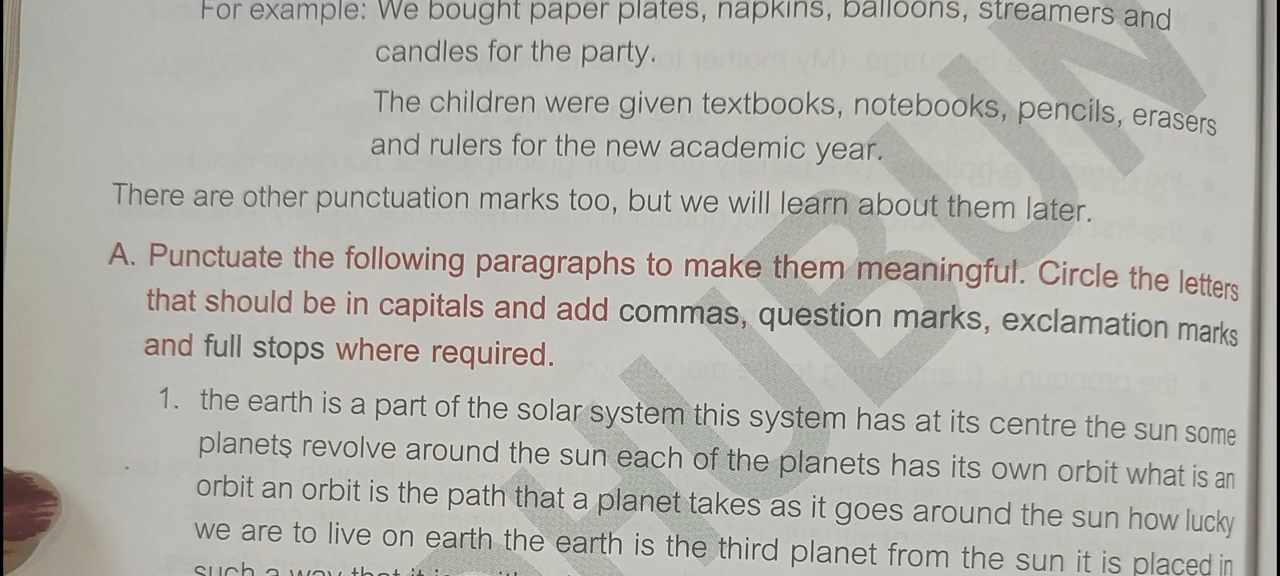 For example: We bought paper plates, napkins, balloons, streamers and
candles for the party.
The children were given textbooks, notebooks, pencils, erasers
and rulers for the new academic year.
There are other punctuation marks too, but we will learn about them later.
A. Punctuate the following paragraphs to make them meaningful. Circle the letters
that should be in capitals and add commas, question marks, exclamation marks
and full stops where required.
1. the earth is a part of the solar system this system has at its centre the sun some
planets revolve around the sun each of the planets has its own orbit what is an
orbit an orbit is the path that a planet takes as it goes around the sun how lucky
we are to live on earth the earth is the third planet from the sun it is placed in
such a way that it is